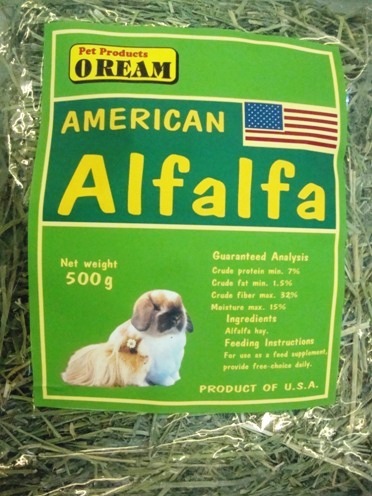 Pet Products
OREAM
AMERICAN
Alfalfa
Net weight
500g
Guaranteed Analysis
Crude protein min. 7%
Crude fat min. 1.5%
Crude fiber max. 32%
Moisture max. 15%
Ingredients
Alfalfa hay.
Feeding Instructions
For use as a food supplement,
provide free-choice daily.
PRODUCT OF U.S.A.